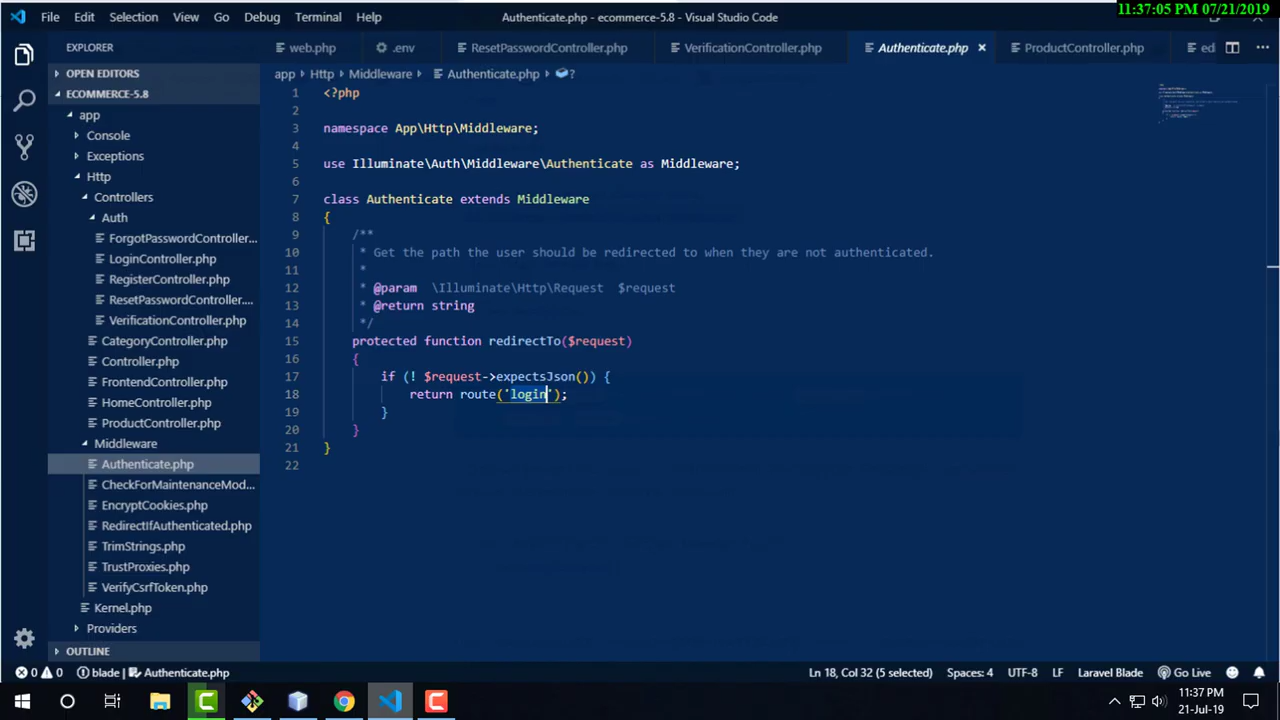 File Edit Selection View Go Debug Terminal Help
Authenticate.php - ecommerce-5.8 - Visual Studio Code
11:37:05 PM 07/21/2019
EXPLORER
web.php
.env
ResetPasswordController.php
VerificationController.php
Authenticate.php
ProductController.php
OPEN EDITORS
ECOMMERCE-5.8
app
Console
Exceptions
Http
Controllers
Auth
ForgotPasswordController...
LoginController.php
RegisterController.php
ResetPasswordController....
VerificationController.php
CategoryController.php
Controller.php
FrontendController.php
HomeController.php
ProductController.php
Middleware
Authenticate.php
CheckForMaintenanceMod...
EncryptCookies.php
RedirectIfAuthenticated.php
TrimStrings.php
TrustProxies.php
VerifyCsrfToken.php
Kernel.php
Providers
OUTLINE
app Http Middleware Authenticate.php ?
1 <?php
2
3 namespace App\Http\Middleware;
4
5 use Illuminate\Auth\Middleware\Authenticate as Middleware;
6
7 class Authenticate extends Middleware
8 {
9 /**
10 * Get the path the user should be redirected to when they are not authenticated.
11 *
12 * @param \Illuminate\Http\Request $request
13 * @return string
14 */
15 protected function redirectTo($request)
16 {
17 if (! $request->expectsJson()) {
18 return route('login');
19 }
20 }
21 }
22
0 0 blade | Authenticate.php
Ln 18, Col 32 (5 selected) Spaces: 4 UTF-8 LF Laravel Blade Go Live
11:37 PM
21-Jul-19